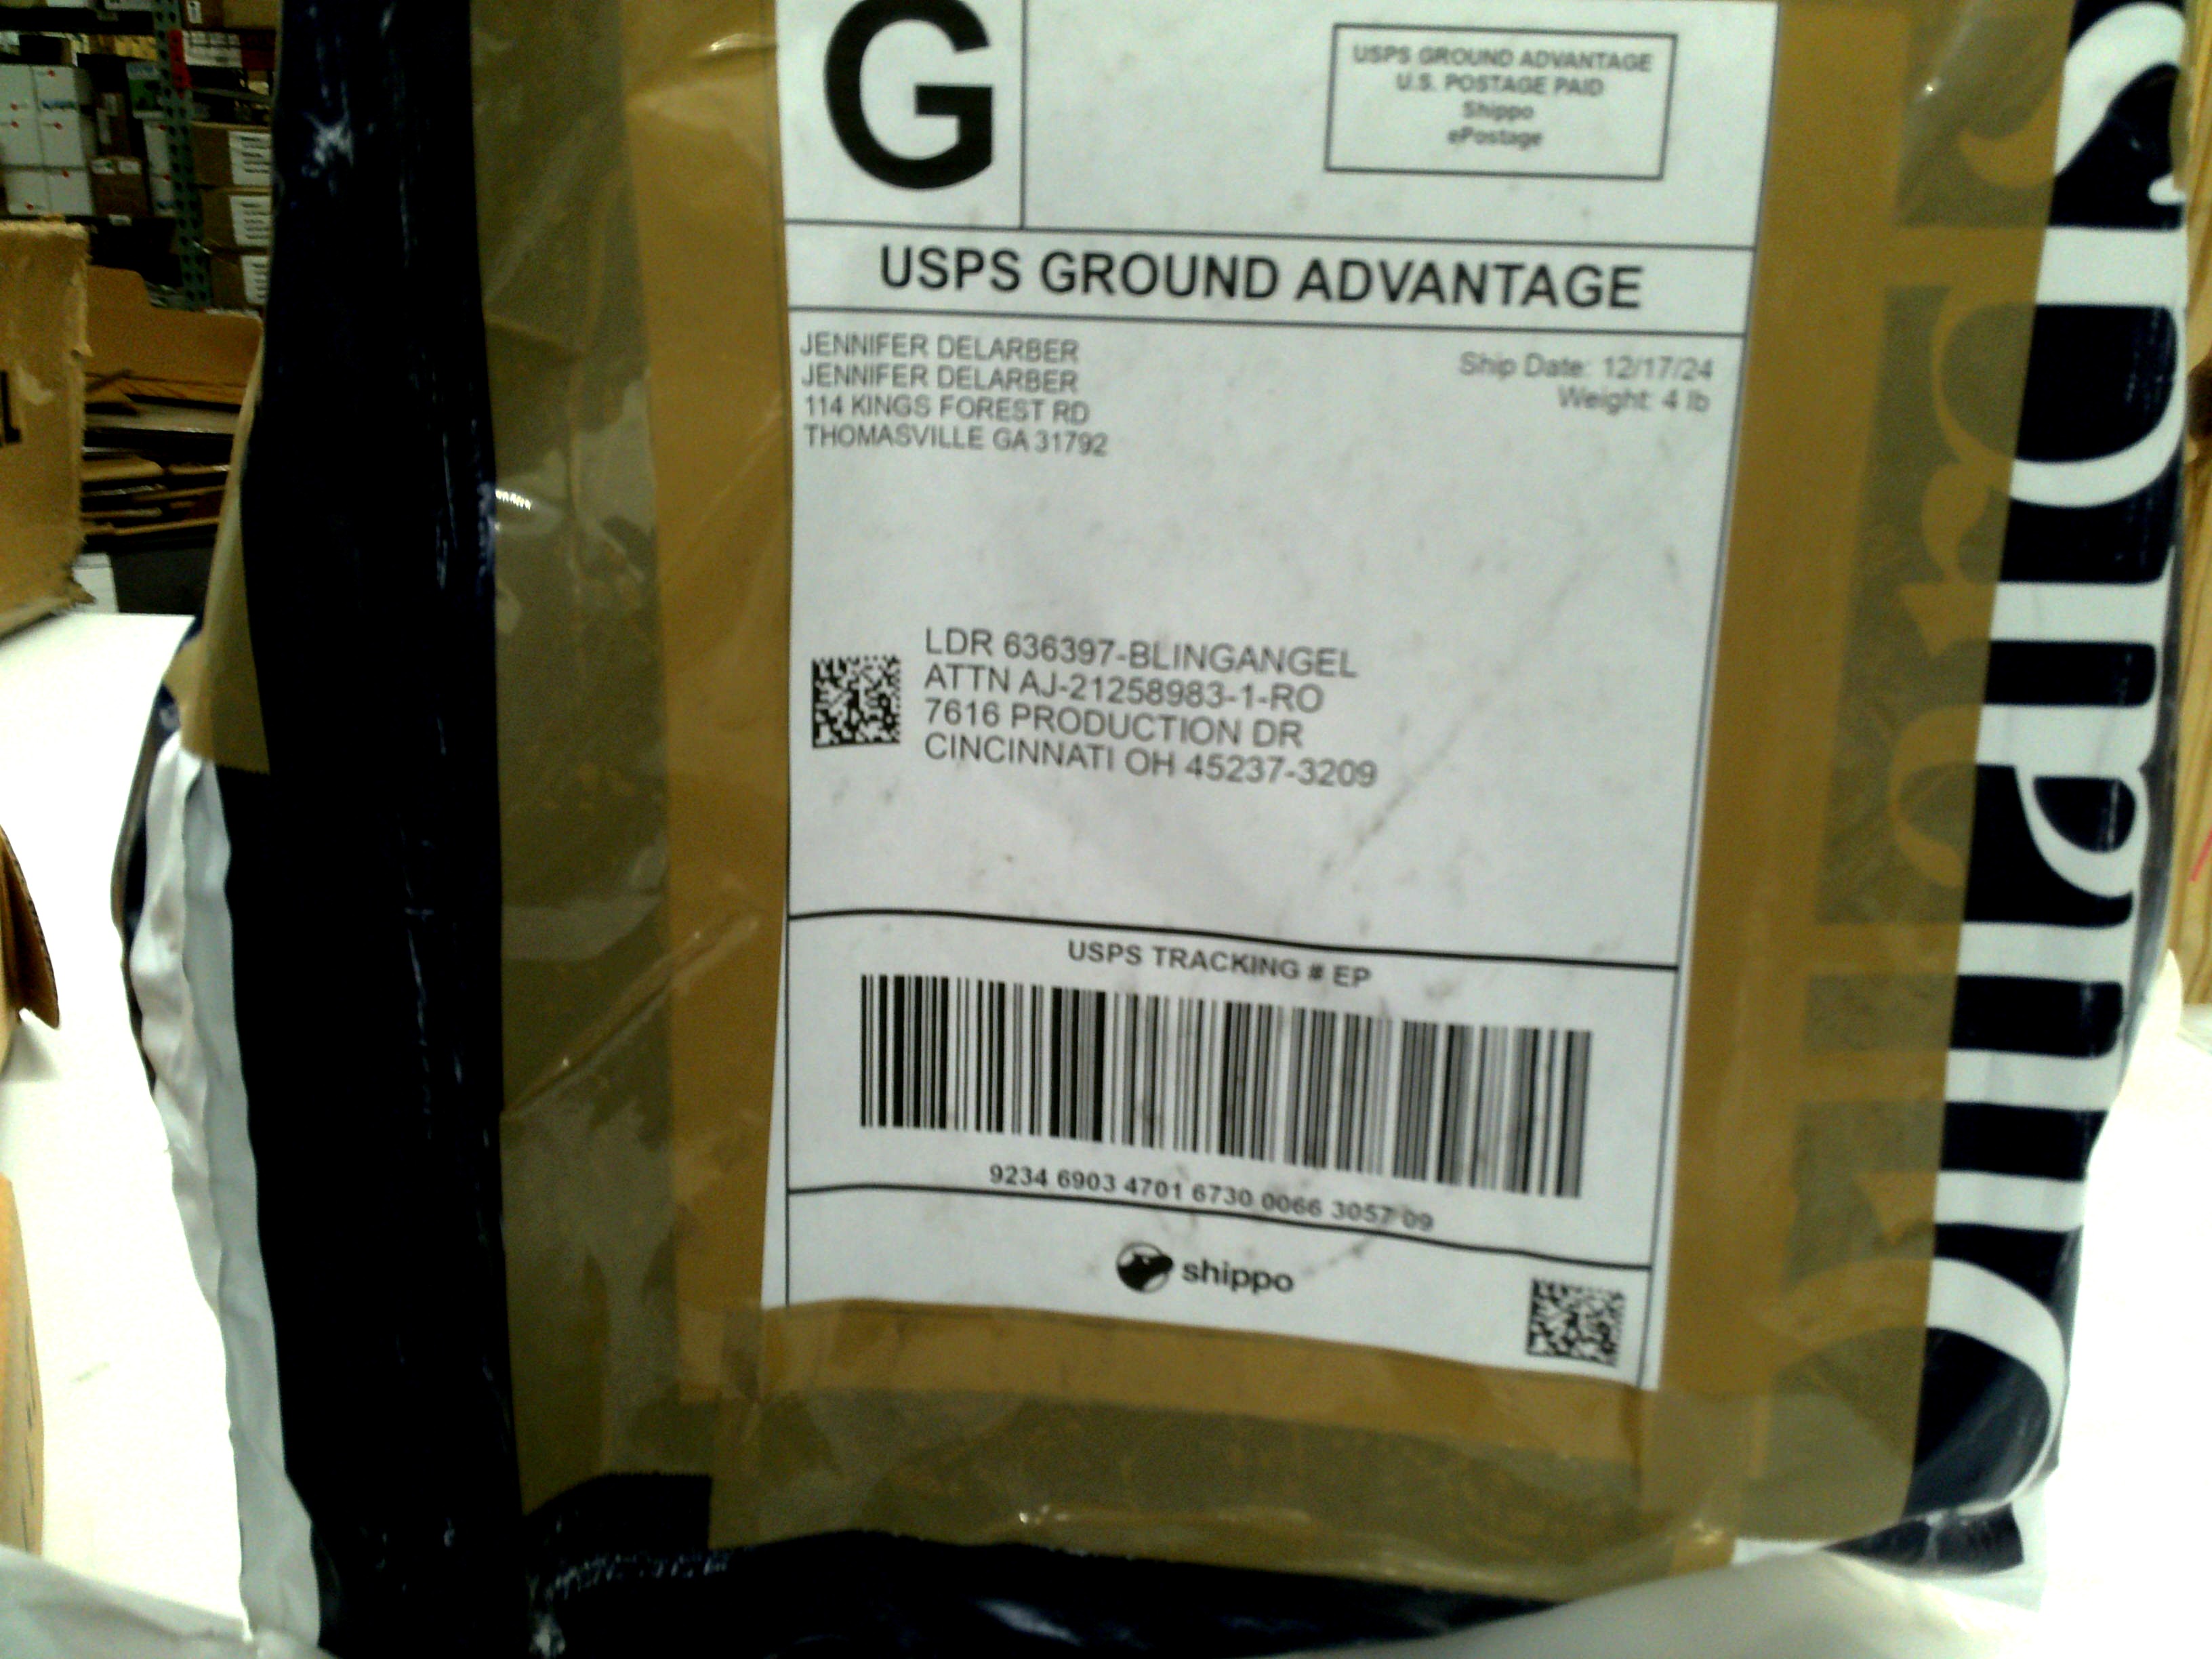 G
USPS GROUND ADVANTAGE
U.S. POSTAGE PAID
Shippo
ePostage
USPS GROUND ADVANTAGE
JENNIFER DELARBER
JENNIFER DELARBER
114 KINGS FOREST RD
THOMASVILLE GA 31792
Ship Date: 12/17/24
Weight: 4 lb
LDR 636397-BLINGANGEL
ATTN AJ-21258983-1-RO
7616 PRODUCTION DR
CINCINNATI OH 45237-3209
USPS TRACKING # EP
9234 6903 4701 6730 0066 3057 09
shippo